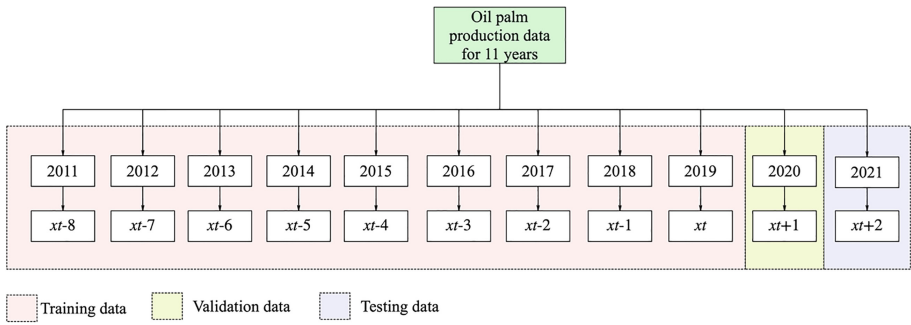 Oil palm
production data
for 11 years
2011 2012 2013 2014 2015 2016 2017 2018 2019 2020 2021
xt-8 xt-7 xt-6 xt-5 xt-4 xt-3 xt-2 xt-1 xt xt+1 xt+2
Training data Validation data Testing data